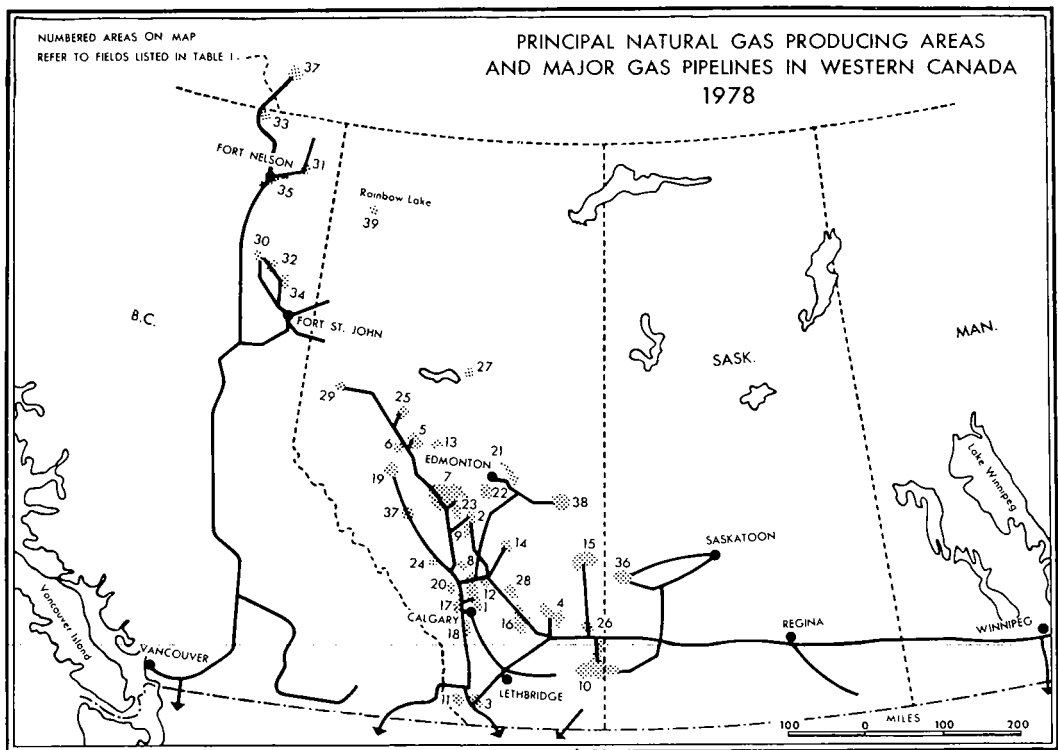 NUMBERED AREAS ON MAP
REFER TO FIELDS LISTED IN TABLE I.
PRINCIPAL NATURAL GAS PRODUCING AREAS
AND MAJOR GAS PIPELINES IN WESTERN CANADA
1978
37
33
FORT NELSON
31
35
Rainbow Lake
39
30
32
34
FORT ST. JOHN
B.C.
SASK.
MAN.
27
29
25
5
6
13
EDMONTON
21
19
7
22
38
23
37
9
2
Lake Winnipeg
SASKATOON
14
15
36
24
8
20
12
28
17
1
CALGARY
4
16
26
18
REGINA
WINNIPEG
Vancouver Island
VANCOUVER
10
LETHBRIDGE
11
3
100 0 MILES 100 200